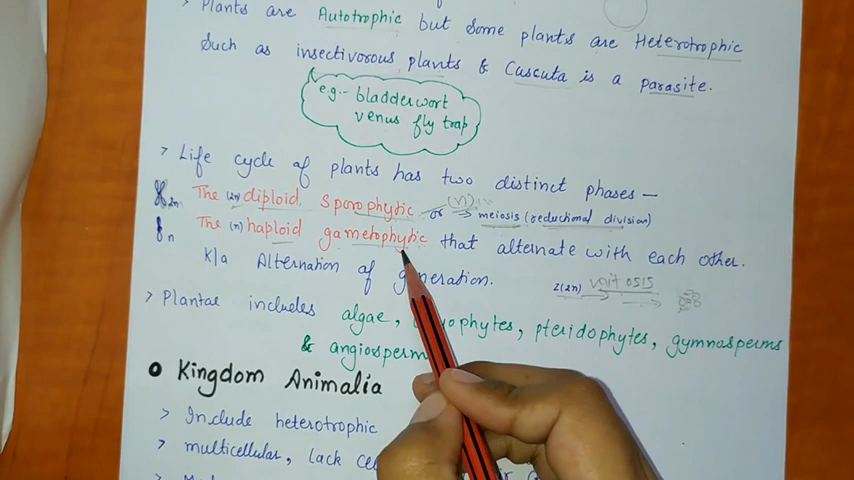 > Plants are Autotrophic but Some plants are Heterotrophic
Such as insectivorous plants & Cuscuta is a parasite.
e.g:- bladderwort
venus fly trap
> Life cycle of plants has two distinct phases –
2n The (2n) diploid Sporophytic or (n) meiosis (reductional division)
n The (n) haploid gametophytic that alternate with each other.
K/a Alternation of generation.
Z(2n)
> Plantae includes algae, pteridophytes, gymnosperms
& angiosperm
Kingdom Animalia
> Include heterotrophic
> multicellular, lack